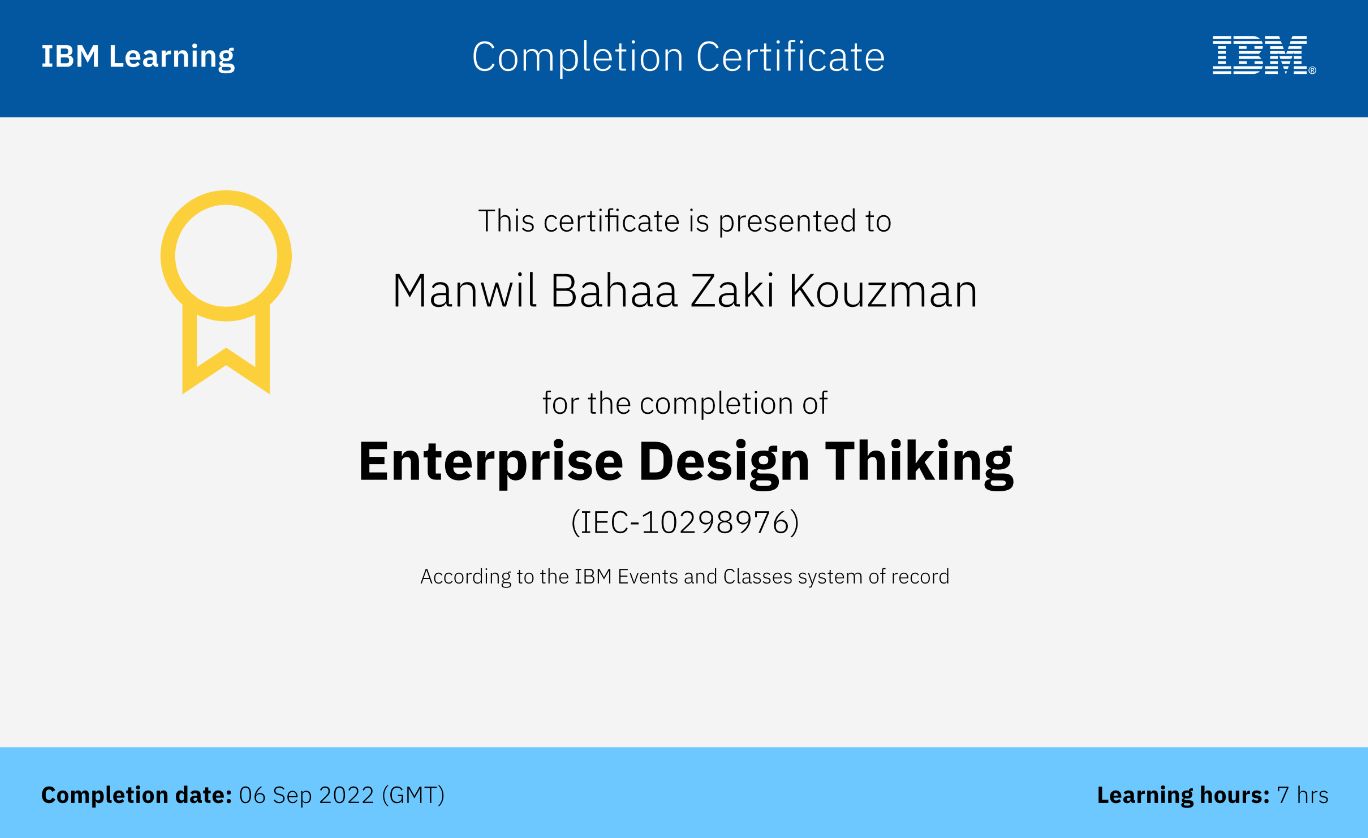 IBM Learning
Completion Certificate
IBM®
This certificate is presented to
Manwil Bahaa Zaki Kouzman
for the completion of
Enterprise Design Thiking
(IEC-10298976)
According to the IBM Events and Classes system of record
Completion date: 06 Sep 2022 (GMT)
Learning hours: 7 hrs